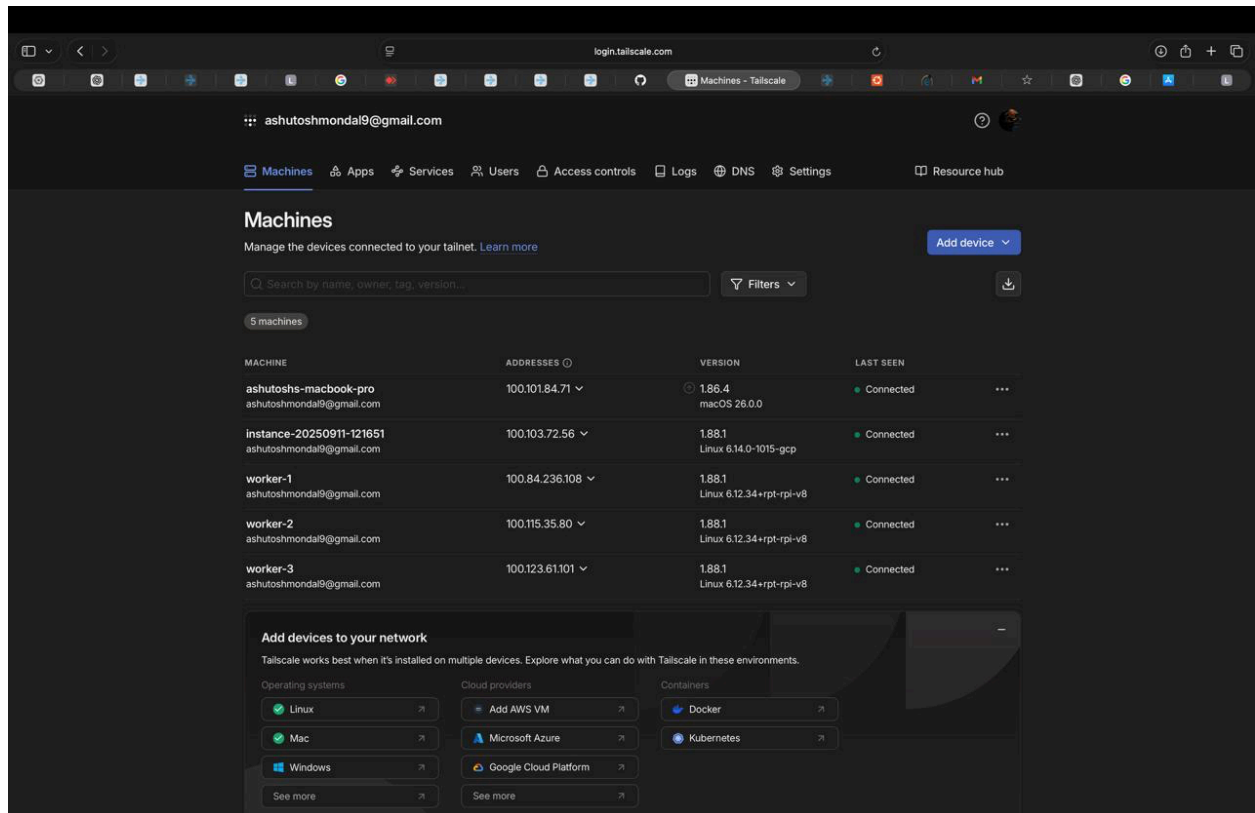 login.tailscale.com
Machines - Tailscale
ashutoshmondal9@gmail.com
Machines Apps Services Users Access controls Logs DNS Settings Resource hub
Machines
Manage the devices connected to your tailnet. Learn more
Add device
Search by name, owner, tag, version...
Filters
5 machines
MACHINE ADDRESSES VERSION LAST SEEN
ashutoshs-macbook-pro 100.101.84.71 1.86.4 Connected
ashutoshmondal9@gmail.com macOS 26.0.0
instance-20250911-121651 100.103.72.56 1.88.1 Connected
ashutoshmondal9@gmail.com Linux 6.14.0-1015-gcp
worker-1 100.84.236.108 1.88.1 Connected
ashutoshmondal9@gmail.com Linux 6.12.34+rpt-rpi-v8
worker-2 100.115.35.80 1.88.1 Connected
ashutoshmondal9@gmail.com Linux 6.12.34+rpt-rpi-v8
worker-3 100.123.61.101 1.88.1 Connected
ashutoshmondal9@gmail.com Linux 6.12.34+rpt-rpi-v8
Add devices to your network
Tailscale works best when it's installed on multiple devices. Explore what you can do with Tailscale in these environments.
Operating systems Cloud providers Containers
Linux Add AWS VM Docker
Mac Microsoft Azure Kubernetes
Windows Google Cloud Platform
See more See more